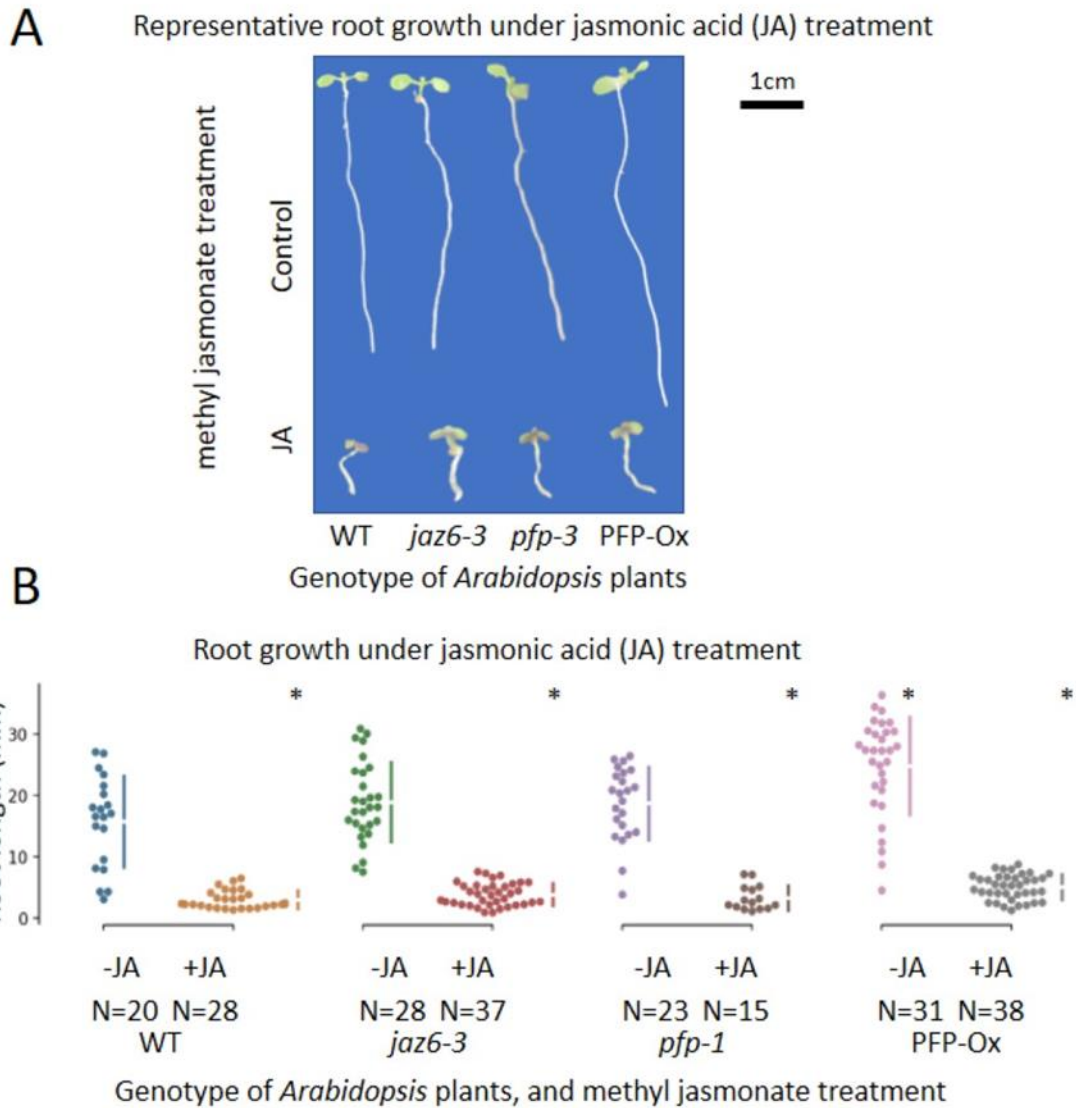 A
Representative root growth under jasmonic acid (JA) treatment
1cm
methyl jasmonate treatment
Control
JA
WT jaz6-3 pfp-3 PFP-Ox
Genotype of Arabidopsis plants
B
Root growth under jasmonic acid (JA) treatment
* * * * *
30
20
10
0
-JA +JA -JA +JA -JA +JA -JA +JA
N=20 N=28 N=28 N=37 N=23 N=15 N=31 N=38
WT jaz6-3 pfp-1 PFP-Ox
Genotype of Arabidopsis plants, and methyl jasmonate treatment